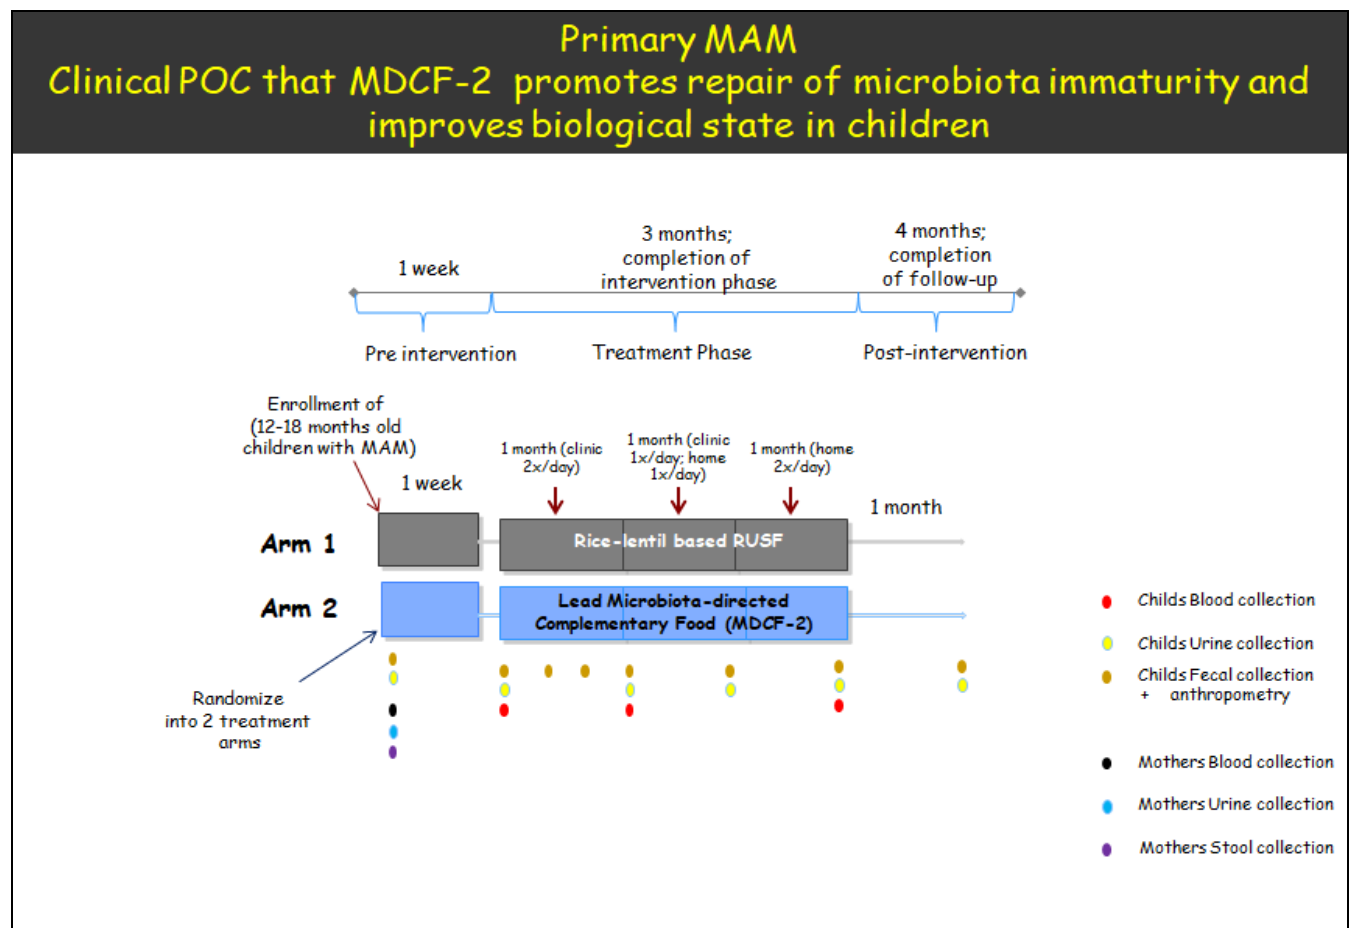 Primary MAM
Clinical POC that MDCF-2 promotes repair of microbiota immaturity and
improves biological state in children
1 week
3 months;
completion of
intervention phase
4 months;
completion
of follow-up
Pre intervention
Treatment Phase
Post-intervention
Enrollment of
(12-18 months old
children with MAM)
1 week
1 month (clinic
2x/day)
1 month (clinic
1x/day; home
1x/day)
1 month (home
2x/day)
1 month
Arm 1
Rice-lentil based RUSF
Arm 2
Lead Microbiota-directed
Complementary Food (MDCF-2)
Randomize
into 2 treatment
arms
Childs Blood collection
Childs Urine collection
Childs Fecal collection
+ anthropometry
Mothers Blood collection
Mothers Urine collection
Mothers Stool collection